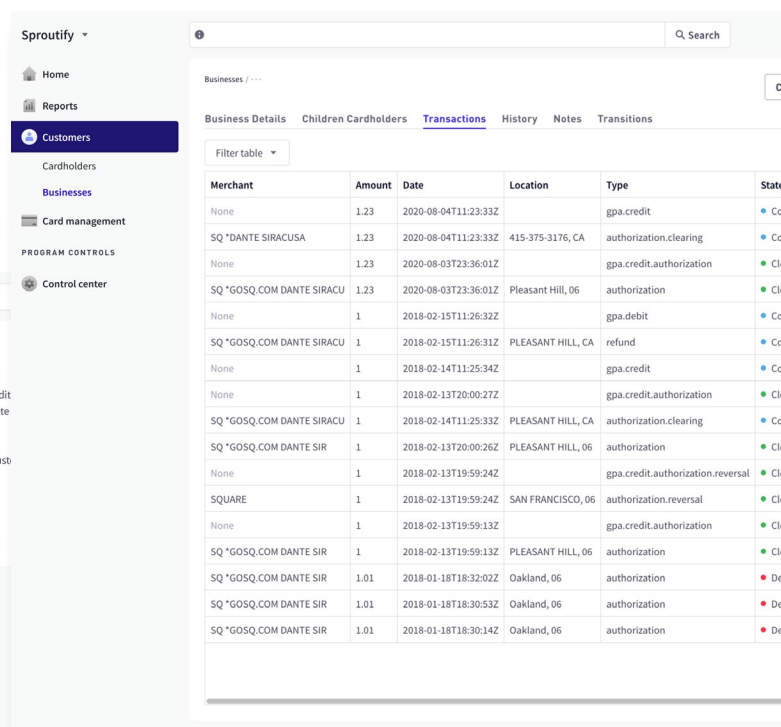 Sproutify
Search
Home
Reports
Customers
Cardholders
Businesses
Card management
PROGRAM CONTROLS
Control center
Businesses / ···
Business Details Children Cardholders Transactions History Notes Transitions
Filter table
Merchant Amount Date Location Type
None 1.23 2020-08-04T11:23:33Z gpa.credit
SQ *DANTE SIRACUSA 1.23 2020-08-04T11:23:33Z 415-375-3176, CA authorization.clearing
None 1.23 2020-08-03T23:36:01Z gpa.credit.authorization
SQ *GOSQ.COM DANTE SIRACU 1.23 2020-08-03T23:36:01Z Pleasant Hill, 06 authorization
None 1 2018-02-15T11:26:32Z gpa.debit
SQ *GOSQ.COM DANTE SIRACU 1 2018-02-15T11:26:31Z PLEASANT HILL, CA refund
None 1 2018-02-14T11:25:34Z gpa.credit
None 1 2018-02-13T20:00:27Z gpa.credit.authorization
SQ *GOSQ.COM DANTE SIRACU 1 2018-02-14T11:25:33Z PLEASANT HILL, CA authorization.clearing
SQ *GOSQ.COM DANTE SIR 1 2018-02-13T20:00:26Z PLEASANT HILL, 06 authorization
None 1 2018-02-13T19:59:24Z gpa.credit.authorization.reversal
SQUARE 1 2018-02-13T19:59:24Z SAN FRANCISCO, 06 authorization.reversal
None 1 2018-02-13T19:59:13Z gpa.credit.authorization
SQ *GOSQ.COM DANTE SIR 1 2018-02-13T19:59:13Z PLEASANT HILL, 06 authorization
SQ *GOSQ.COM DANTE SIR 1.01 2018-01-18T18:32:02Z Oakland, 06 authorization
SQ *GOSQ.COM DANTE SIR 1.01 2018-01-18T18:30:53Z Oakland, 06 authorization
SQ *GOSQ.COM DANTE SIR 1.01 2018-01-18T18:30:14Z Oakland, 06 authorization